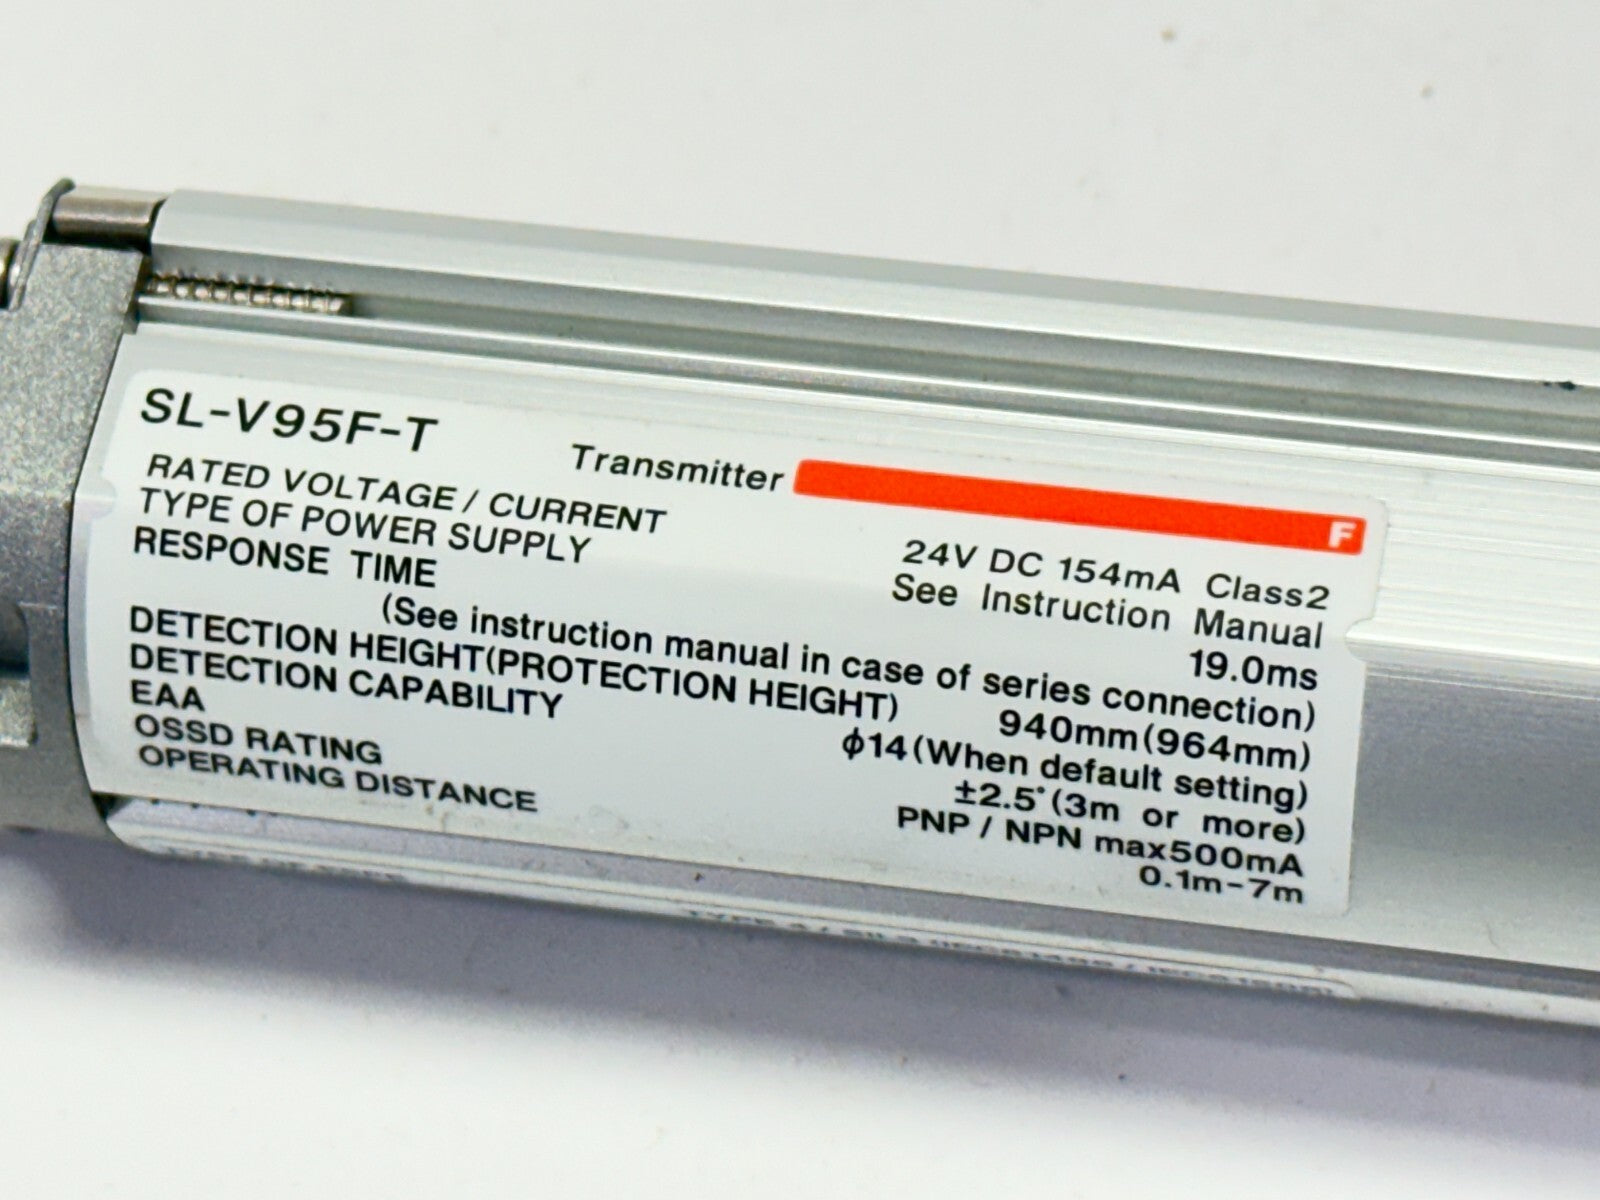 SL-V95F-T
Transmitter F
RATED VOLTAGE / CURRENT 24V DC 154mA Class2
TYPE OF POWER SUPPLY See Instruction Manual
RESPONSE TIME 19.0ms
(See instruction manual in case of series connection)
DETECTION HEIGHT(PROTECTION HEIGHT) 940mm(964mm)
DETECTION CAPABILITY ϕ14(When default setting)
EAA ±2.5°(3m or more)
OSSD RATING PNP / NPN max500mA
OPERATING DISTANCE 0.1m-7m
TYPE 4 /